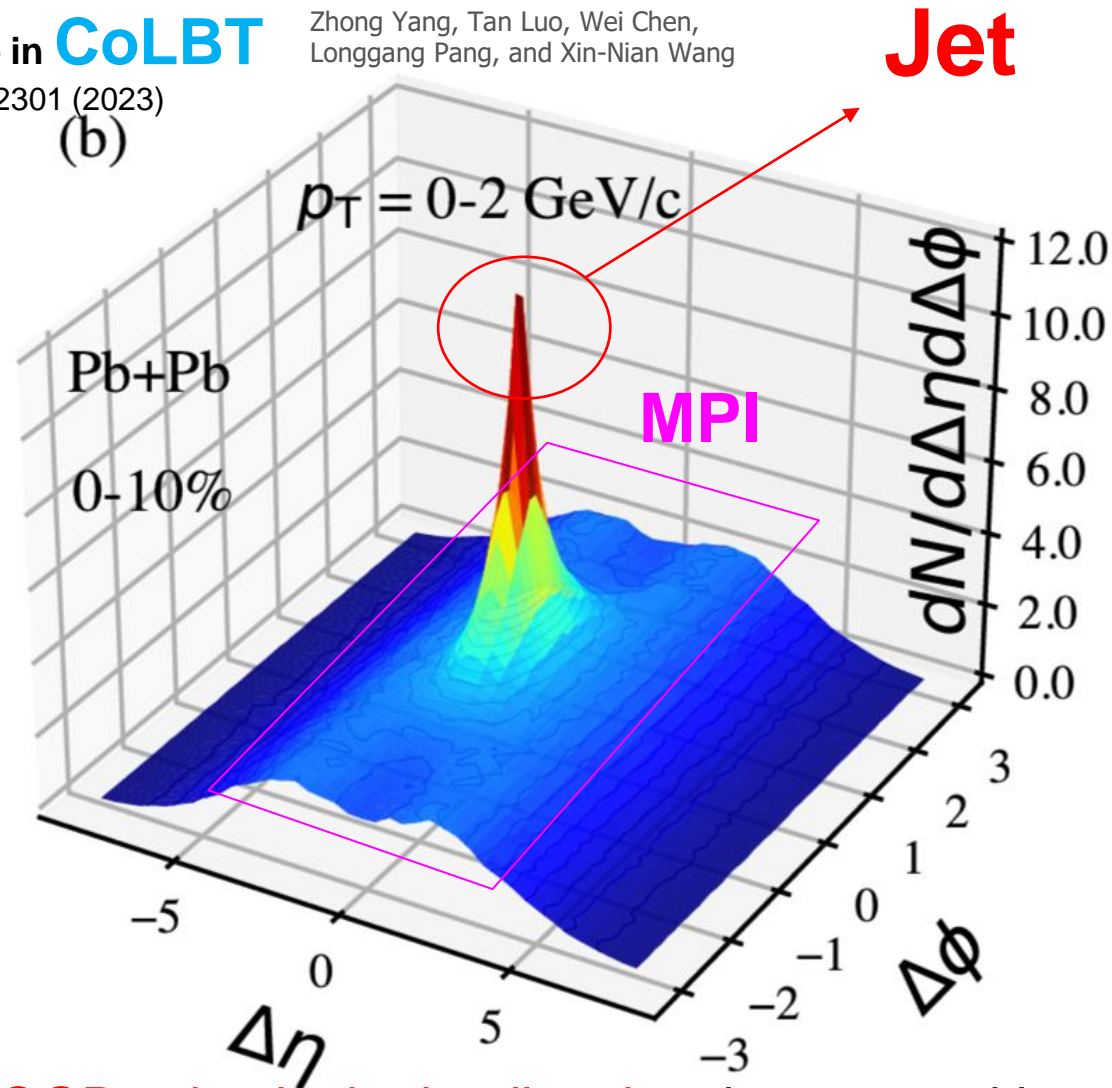 in CoLBT
Zhong Yang, Tan Luo, Wei Chen,
Longgang Pang, and Xin-Nian Wang
2301 (2023)
Jet
(b)
pT = 0-2 GeV/c
Pb+Pb
0-10%
MPI
dN/dΔηdΔϕ
12.0
10.0
8.0
6.0
4.0
2.0
0.0
−5
0
5
Δη
3
2
1
0
−1
−2
−3
Δϕ